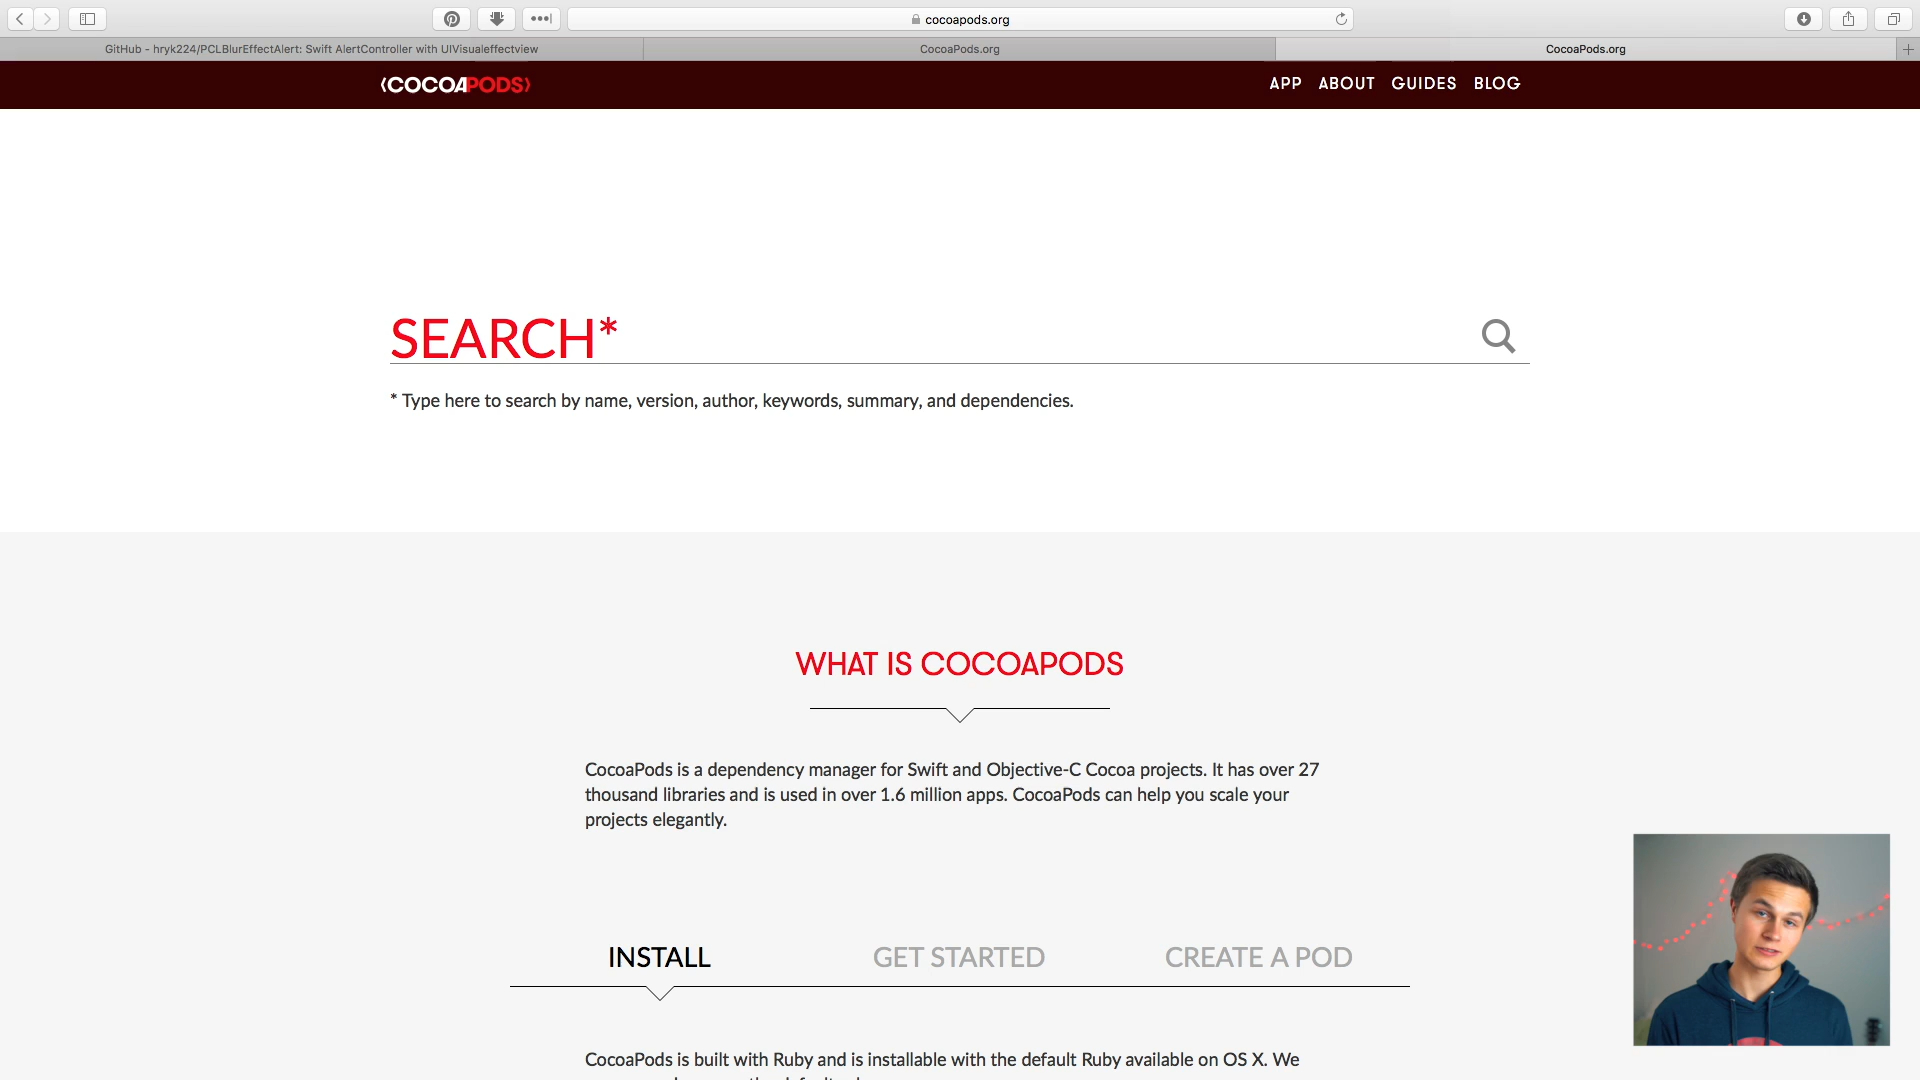 cocoapods.org
GitHub - hryk224/PCLBlurEffectAlert: Swift AlertController with UIVisualeffectview
CocoaPods.org
CocoaPods.org
COCOAPODS
APP
ABOUT
GUIDES
BLOG
SEARCH*
* Type here to search by name, version, author, keywords, summary, and dependencies.
WHAT IS COCOAPODS
CocoaPods is a dependency manager for Swift and Objective-C Cocoa projects. It has over 27
thousand libraries and is used in over 1.6 million apps. CocoaPods can help you scale your
projects elegantly.
INSTALL
GET STARTED
CREATE A POD
CocoaPods is built with Ruby and is installable with the default Ruby available on OS X. We